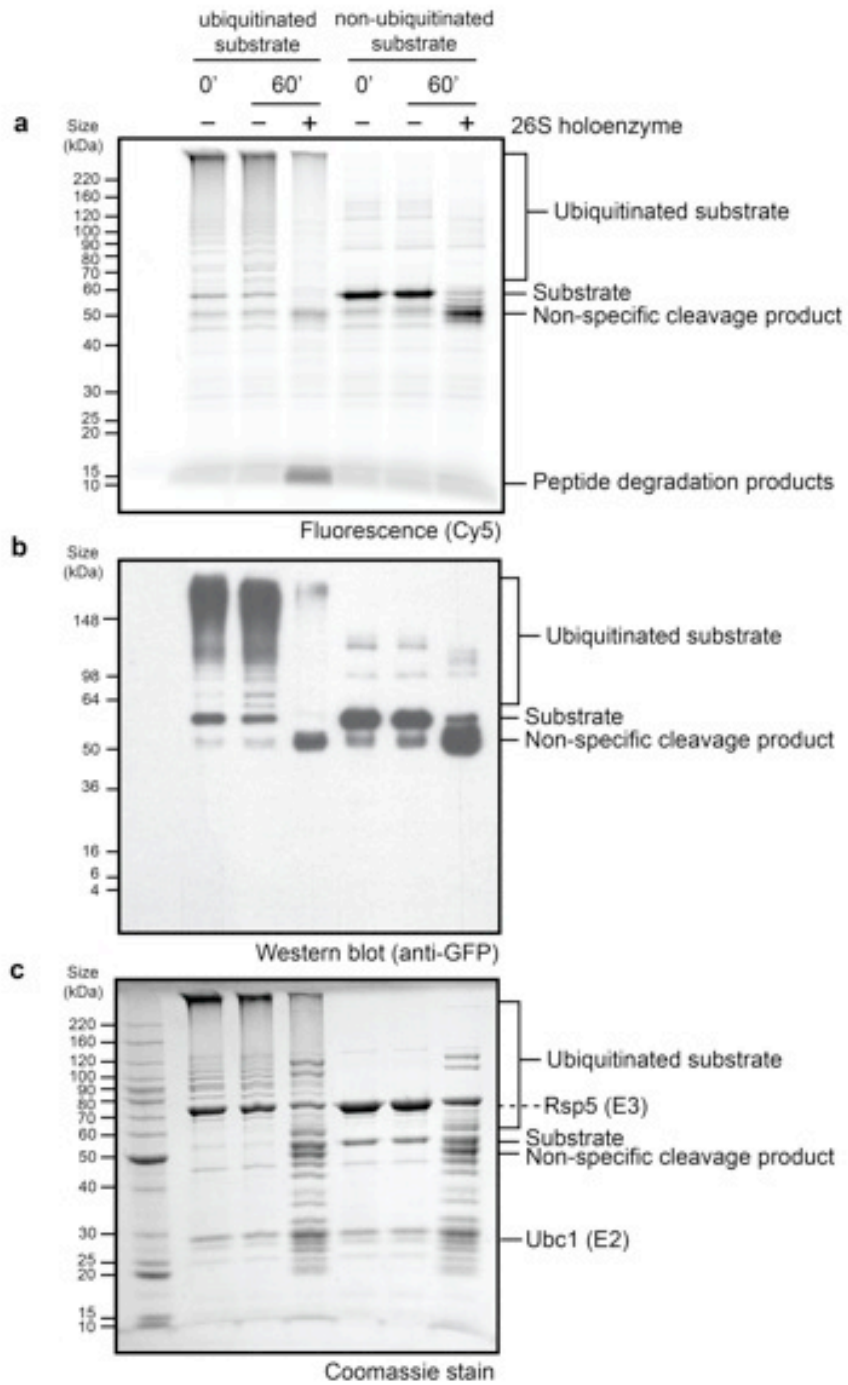 ubiquitinated non-ubiquitinated
substrate substrate
0' 60' 0' 60'
a Size – – + – – + 26S holoenzyme
(kDa)
220
160
120 Ubiquitinated substrate
100
90
80
70
60 Substrate
50 Non-specific cleavage product
40
30
25
20
15
10 Peptide degradation products
Fluorescence (Cy5)
b Size
(kDa)
148 Ubiquitinated substrate
98
64
Substrate
50 Non-specific cleavage product
36
16
6
4
Western blot (anti-GFP)
c Size
(kDa)
220
160
120 Ubiquitinated substrate
100
90
80 Rsp5 (E3)
70
60 Substrate
50 Non-specific cleavage product
40
30 Ubc1 (E2)
25
20
15
10
Coomassie stain